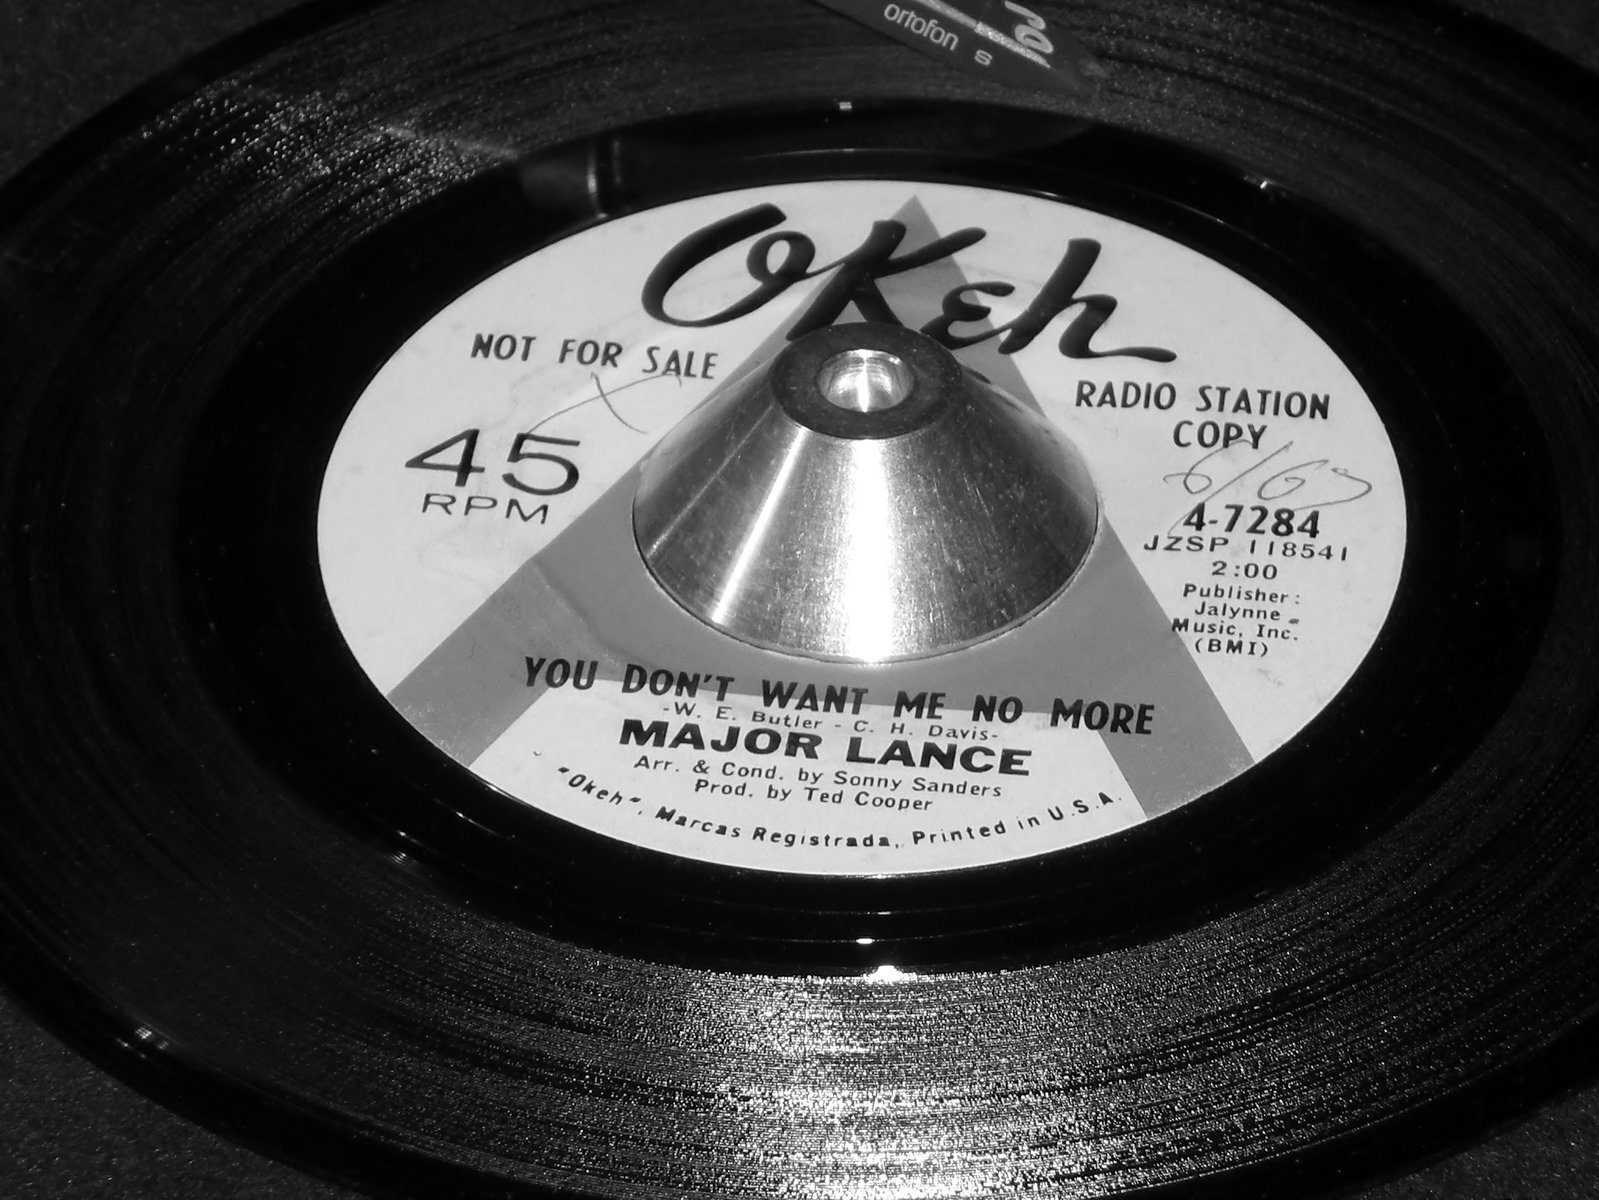 ortofon s
Okeh
NOT FOR SALE
45
RPM
RADIO STATION
COPY
6/67
4-7284
JZSP 118541
2:00
Publisher:
Jalynne
Music, Inc.
(BMI)
YOU DON'T WANT ME NO MORE
-W. E. Butler - C. H. Davis-
MAJOR LANCE
Arr. & Cond. by Sonny Sanders
Prod. by Ted Cooper
"Okeh", Marcas Registrada, Printed in U.S.A.